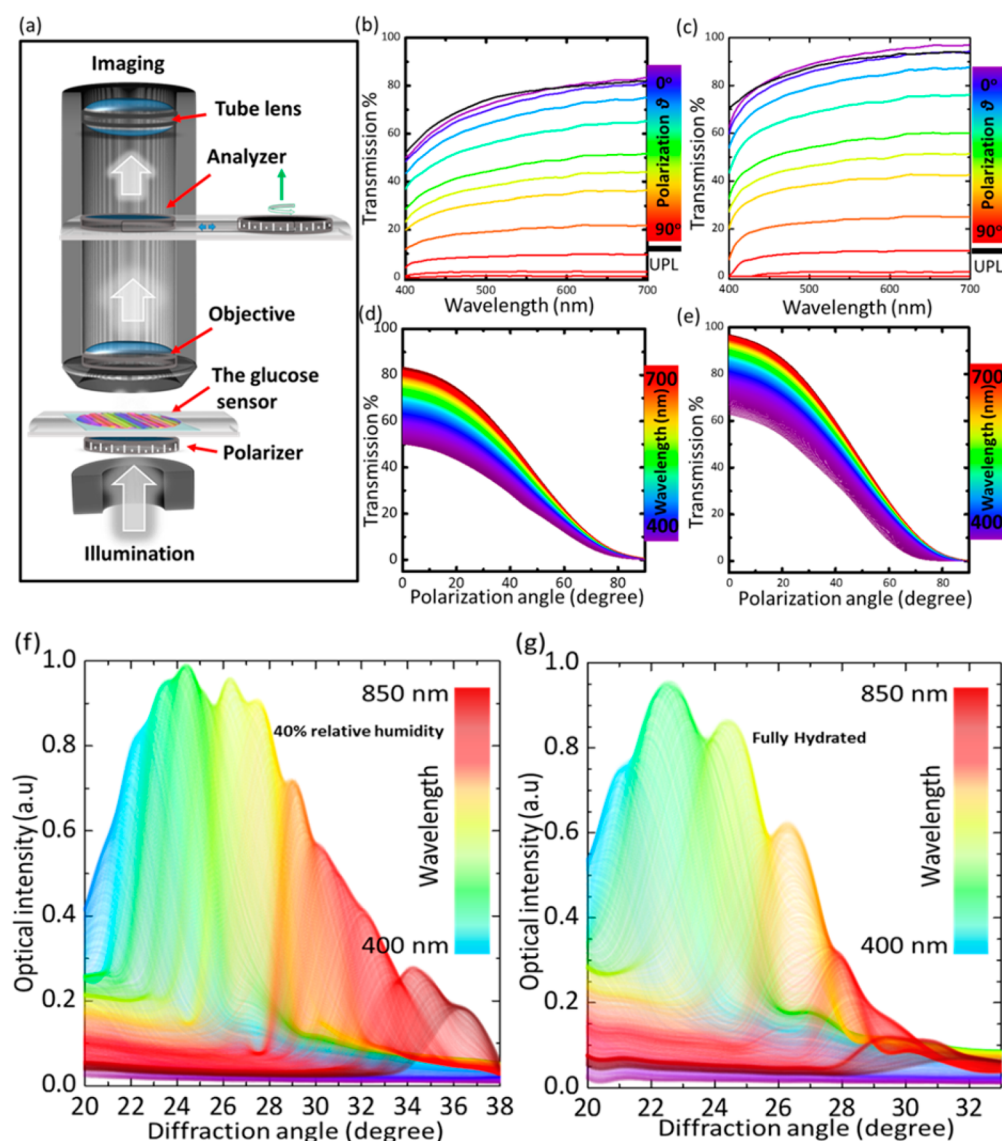 (a)
Imaging
Tube lens
Analyzer
Objective
The glucose
sensor
Polarizer
Illumination
(b)
Transmission %
100
80
60
40
20
0
400
500
600
700
Wavelength (nm)
0°
Polarization ϑ
90°
UPL
(c)
Transmission %
100
80
60
40
20
0
400
500
600
700
Wavelength (nm)
0°
Polarization ϑ
90°
UPL
(d)
Transmission %
100
80
60
40
20
0
0
20
40
60
80
Polarization angle (degree)
700
Wavelength (nm)
400
(e)
Transmission %
100
80
60
40
20
0
0
20
40
60
80
Polarization angle (degree)
700
Wavelength (nm)
400
(f)
Optical intensity (a.u)
1.0
0.8
0.6
0.4
0.2
0.0
20 22 24 26 28 30 32 34 36 38
Diffraction angle (degree)
850 nm
40% relative humidity
Wavelength
400 nm
(g)
Optical intensity (a.u)
1.0
0.8
0.6
0.4
0.2
0.0
20 22 24 26 28 30 32
Diffraction angle (degree)
850 nm
Fully Hydrated
Wavelength
400 nm